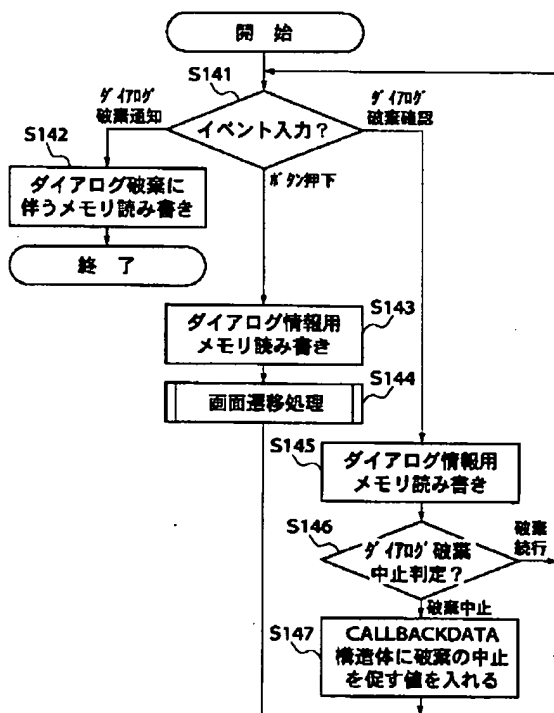 開 始
S141
ダイアログ
破棄通知
ダイアログ
破棄確認
イベント入力？
S142
ボタン押下
ダイアログ破棄に
伴うメモリ読み書き
終 了
S143
ダイアログ情報用
メモリ読み書き
S144
画面遷移処理
S145
ダイアログ情報用
メモリ読み書き
S146
ダイアログ破棄
中止判定？
破棄
続行
破棄中止
S147
CALLBACKDATA
構造体に破棄の中止
を促す値を入れる